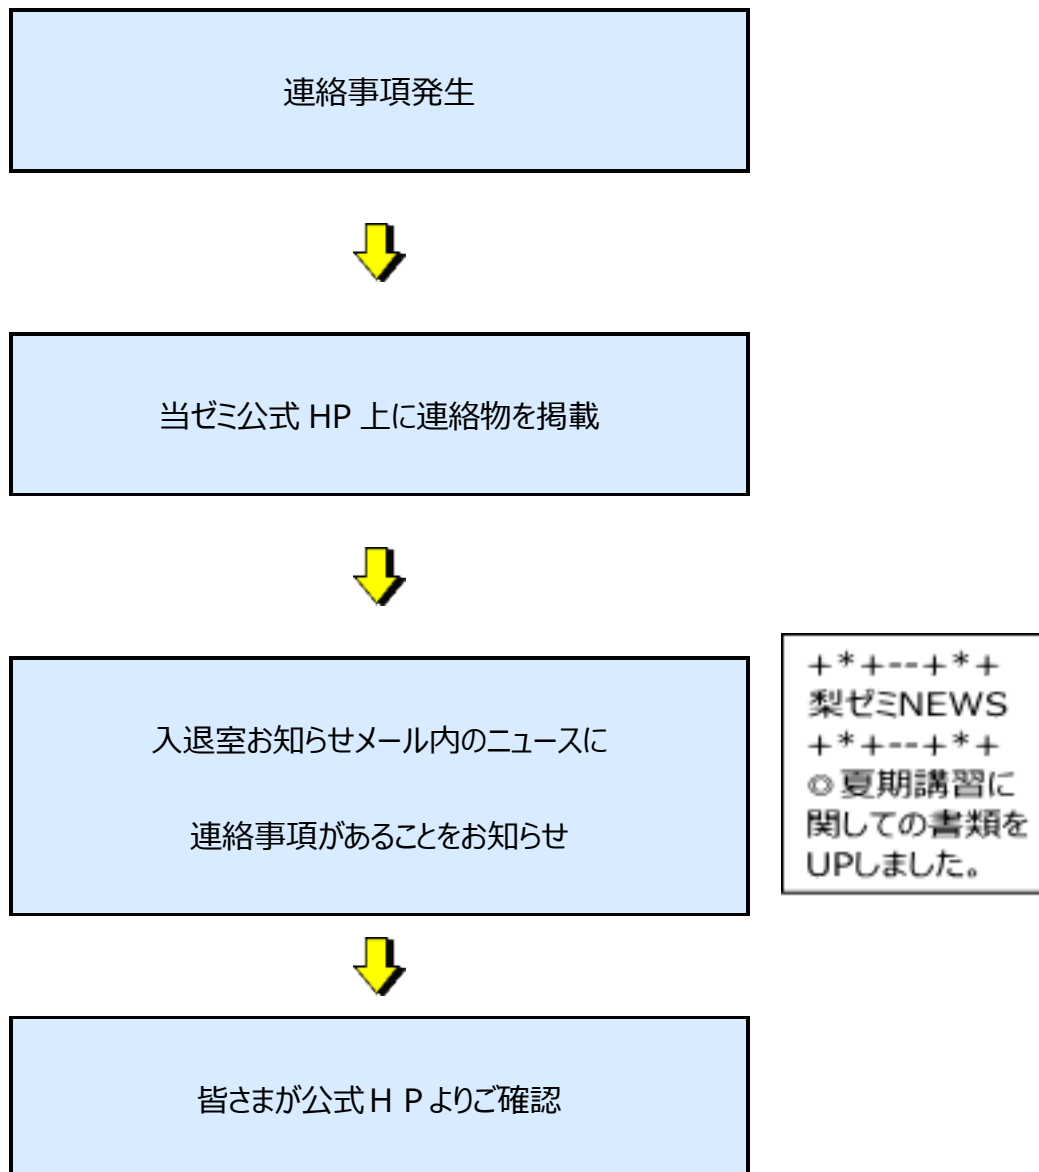 連絡事項発生
当ゼミ公式 HP 上に連絡物を掲載
入退室お知らせメール内のニュースに
連絡事項があることをお知らせ
+*+--+*+
梨ゼミNEWS
+*+--+*+
◎夏期講習に
関しての書類を
UPしました。
皆さまが公式ＨＰよりご確認